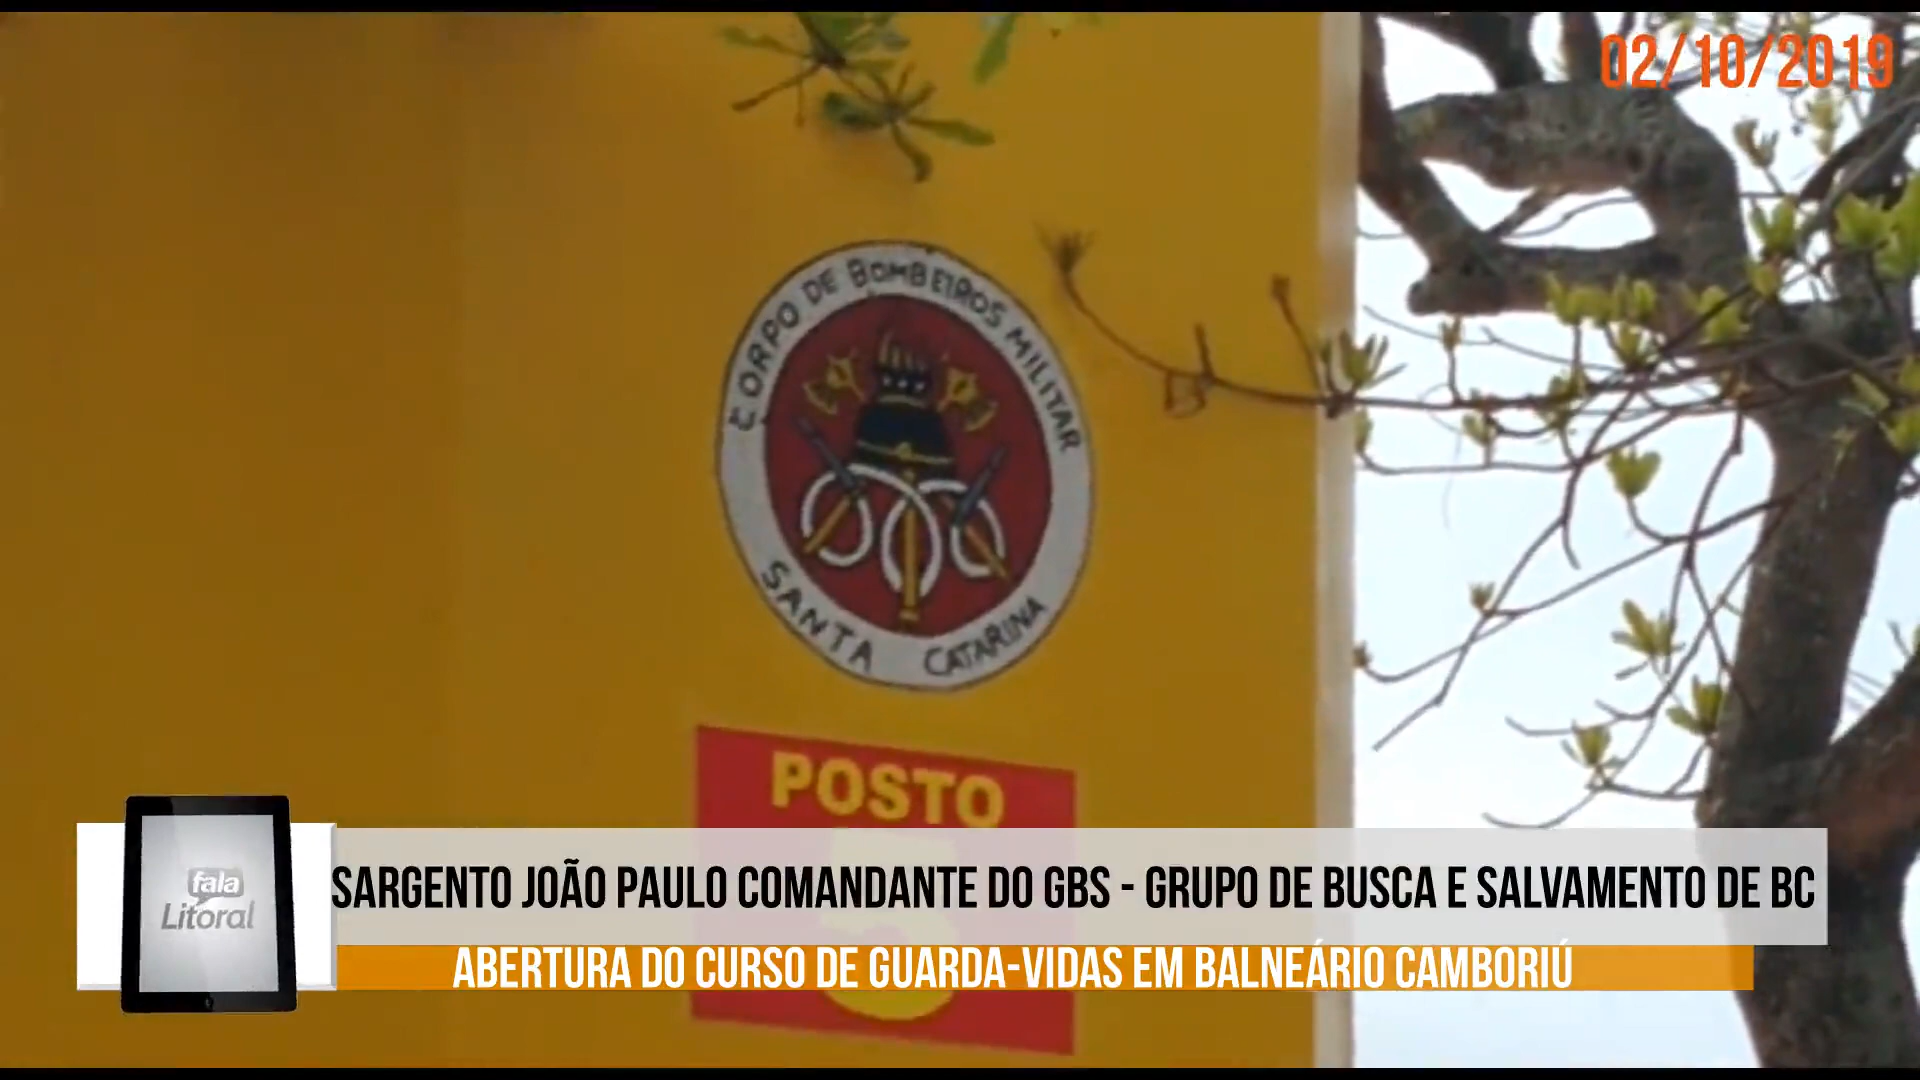 02/10/2019
CORPO DE BOMBEIROS MILITAR
SANTA CATARINA
POSTO
5
fala
Litoral
SARGENTO JOÃO PAULO COMANDANTE DO GBS - GRUPO DE BUSCA E SALVAMENTO DE BC
ABERTURA DO CURSO DE GUARDA-VIDAS EM BALNEÁRIO CAMBORIÚ